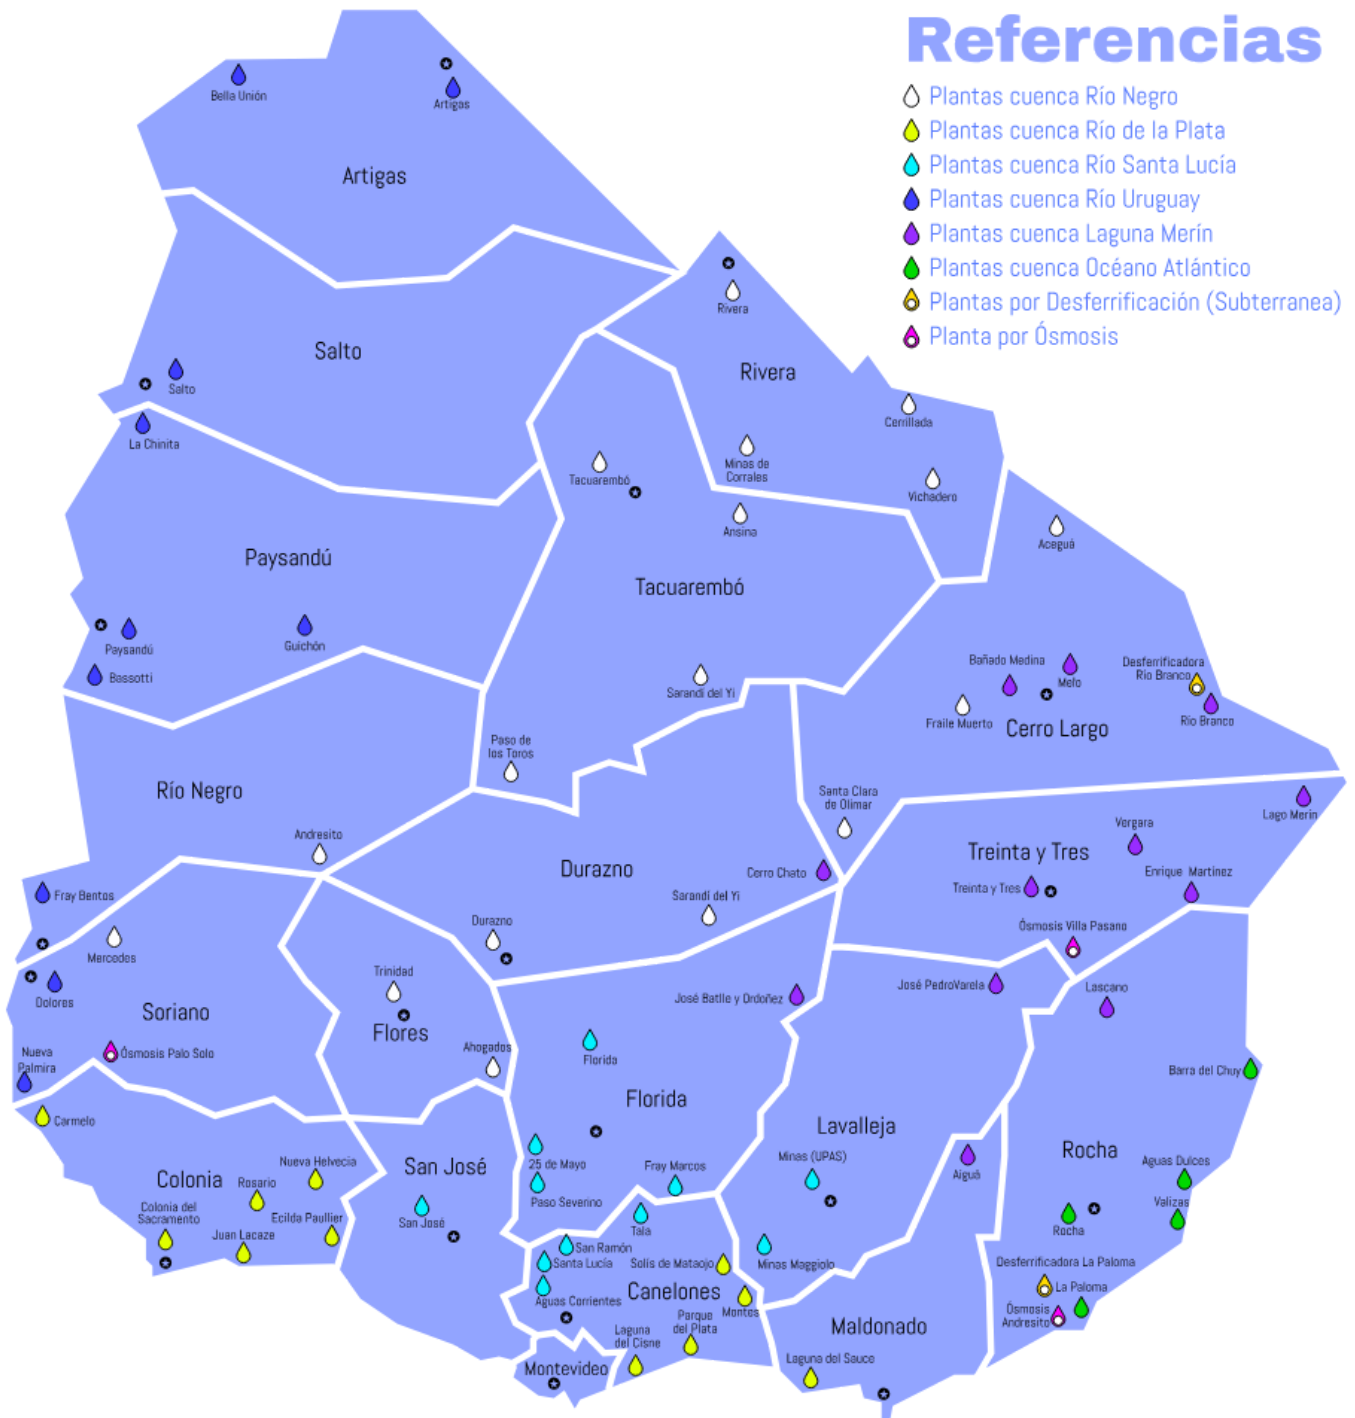 Referencias
Plantas cuenca Río Negro
Plantas cuenca Río de la Plata
Plantas cuenca Río Santa Lucía
Plantas cuenca Río Uruguay
Plantas cuenca Laguna Merín
Plantas cuenca Océano Atlántico
Plantas por Desferrificación (Subterranea)
Planta por Ósmosis
Bella Unión
Artigas
Artigas
Rivera
Salto
Rivera
Salto
Cerrillada
La Chinita
Minas de
Corrales
Tacuarembó
Vichadero
Ansina
Aceguá
Paysandú
Tacuarembó
Guichón
Paysandú
Bassotti
Bañado Medina
Melo
Desferrificadora
Río Branco
Río Branco
Sarandí del Yi
Fraile Muerto
Cerro Largo
Paso de
los Toros
Río Negro
Santa Clara
de Olimar
Lago Merín
Vergara
Andresito
Treinta y Tres
Durazno
Cerro Chato
Enrique Martínez
Treinta y Tres
Fray Bentos
Sarandí del Yi
Durazno
Ósmosis Villa Pasano
Mercedes
Trinidad
José PedroVarela
Lascano
José Batlle y Ordoñez
Dolores
Soriano
Flores
Ahogados
Ósmosis Palo Solo
Nueva
Palmira
Florida
Barra del Chuy
Florida
Carmelo
Lavalleja
Rocha
Minas (UPAS)
Aiguá
Aguas Dulces
Nueva Helvecia
San José
25 de Mayo
Fray Marcos
Colonia
Rosario
Paso Severino
Valizas
Colonia del
Sacramento
Ecilda Paullier
San José
Tala
Rocha
Juan Lacaze
San Ramón
Santa Lucía
Solís de Mataojo
Minas Maggiolo
Desferrificadora La Paloma
La Paloma
Canelones
Aguas Corrientes
Montes
Ósmosis
Andresito
Parque
del Plata
Maldonado
Laguna
del Cisne
Laguna del Sauce
Montevideo